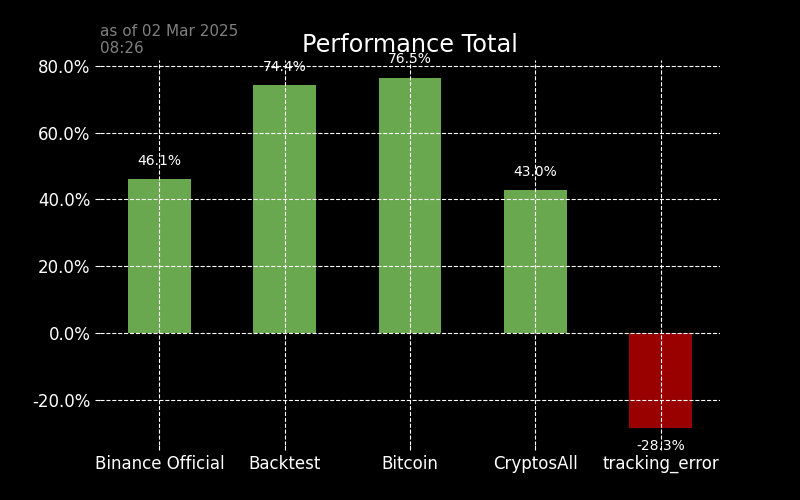 as of 02 Mar 2025
08:26
Performance Total
80.0%
60.0%
40.0%
20.0%
0.0%
-20.0%
46.1%
74.4%
76.5%
43.0%
-28.3%
Binance Official
Backtest
Bitcoin
CryptosAll
tracking_error